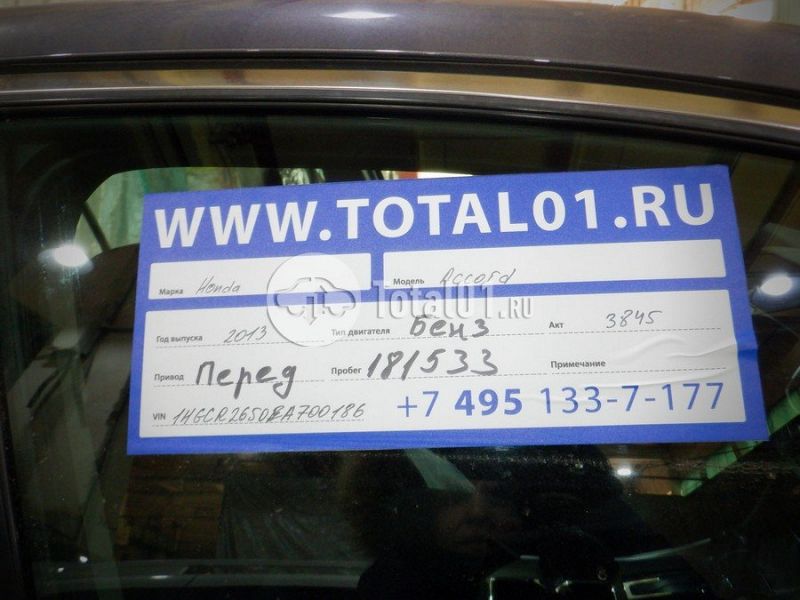 WWW.TOTAL01.RU
Марка Honda Модель Accord
Total01.RU
Год выпуска 2013 Тип двигателя Бенз Акт 3845
Привод Перед Пробег 181533 Примечание
VIN 1HGCR2650EA700186 +7 495 133-7-177